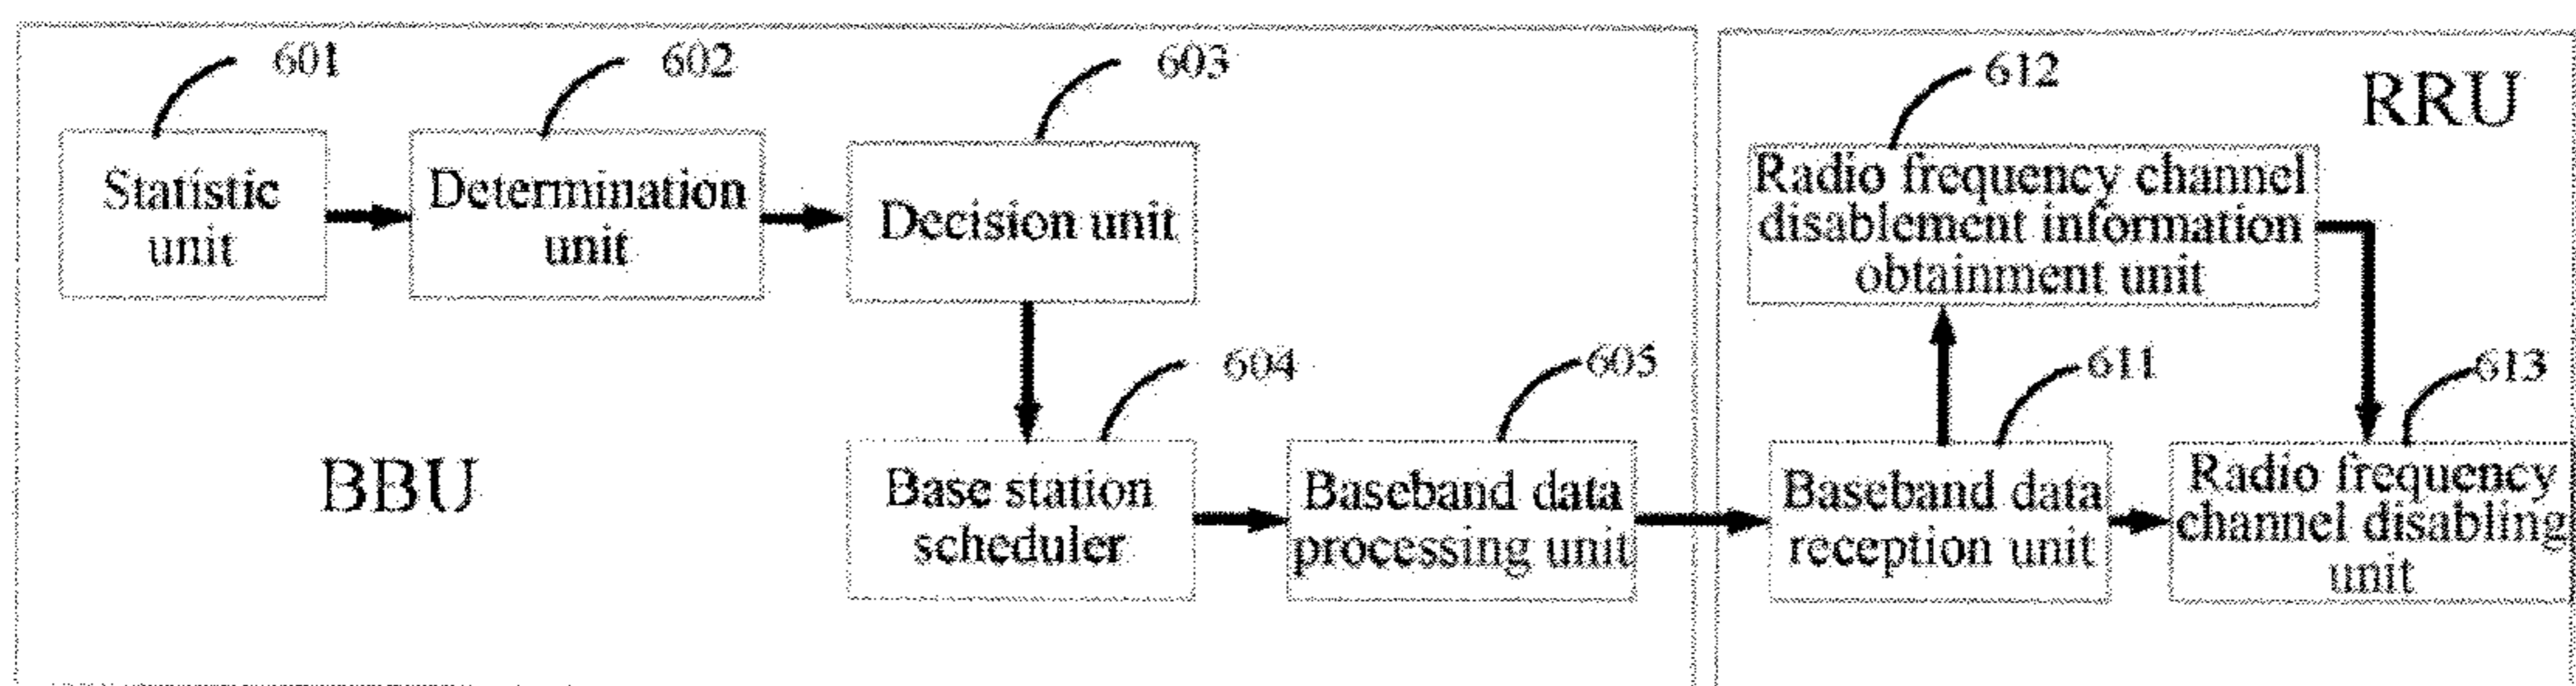 601
602
603
612
RRU
Statistic
unit
Determination
unit
Decision unit
Radio frequency channel
disablement information
obtainment unit
604
605
611
613
BBU
Base station
scheduler
Baseband data
processing unit
Baseband data
reception unit
Radio frequency
channel disabling
unit